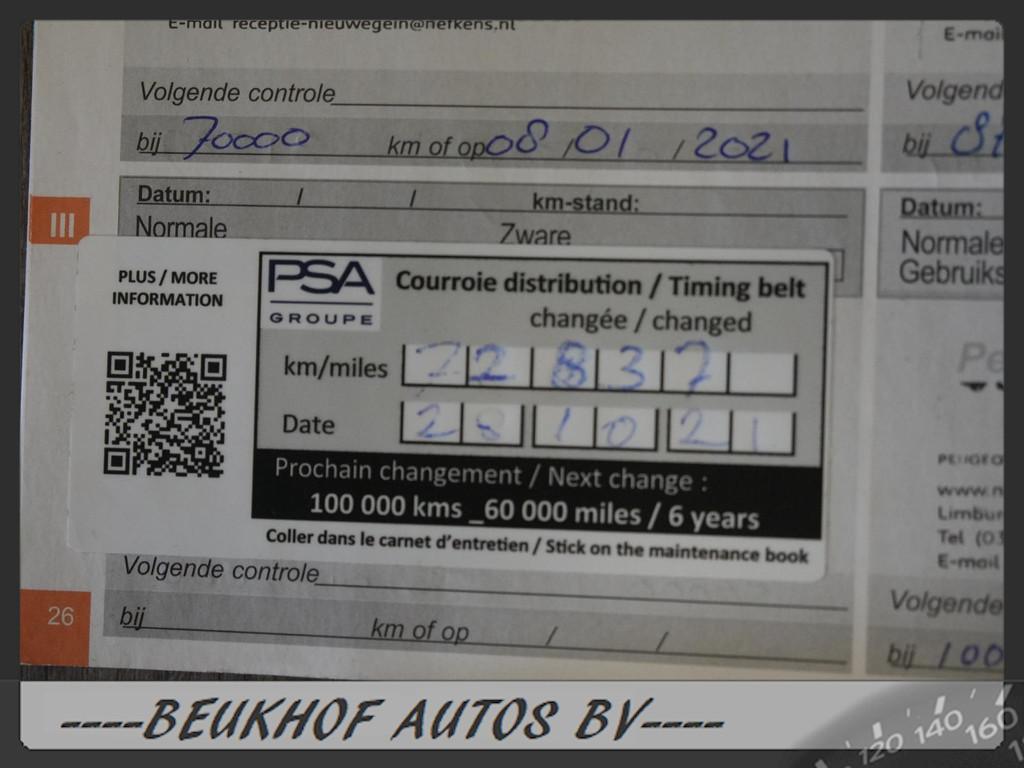 E-mail receptie-nieuwegein@nefkens.nl
Volgende controle
bij 70000 km of op 08 / 01 / 2021
Datum: / / km-stand:
Normale Zware
III
PLUS / MORE
INFORMATION
PSA
GROUPE
Courroie distribution / Timing belt
changée / changed
km/miles 72837
Date 28 10 21
Prochain changement / Next change :
100 000 kms _60 000 miles / 6 years
Coller dans le carnet d'entretien / Stick on the maintenance book
Volgende controle
bij km of op / /
26
E-mai
Volgend
bij
Datum:
Normale
Gebruiks
Pe
PEUGEO
www.n
Limbur
Tel (03
E-mail
Volgende
bij 100
----BEUKHOF AUTOS BV----
120 140 160